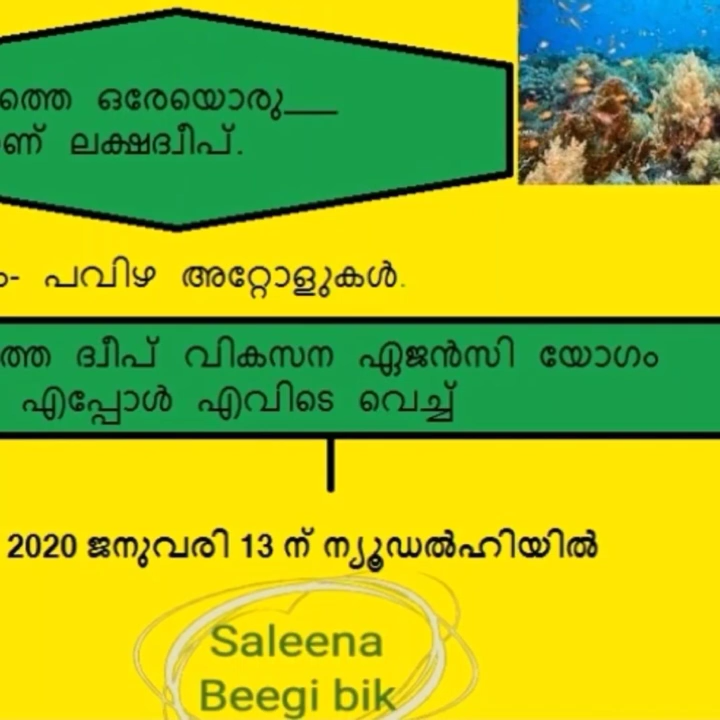 ത്തെ ഒരേയൊരു___
ണ് ലക്ഷദ്വീപ്.
പവിഴ അറ്റോളുകൾ.
ത്തെ ദ്വീപ് വികസന ഏജൻസി യോഗം
എപ്പോൾ എവിടെ വെച്ച്
2020 ജനുവരി 13 ന് ന്യൂഡൽഹിയിൽ
Saleena
Beegi bik